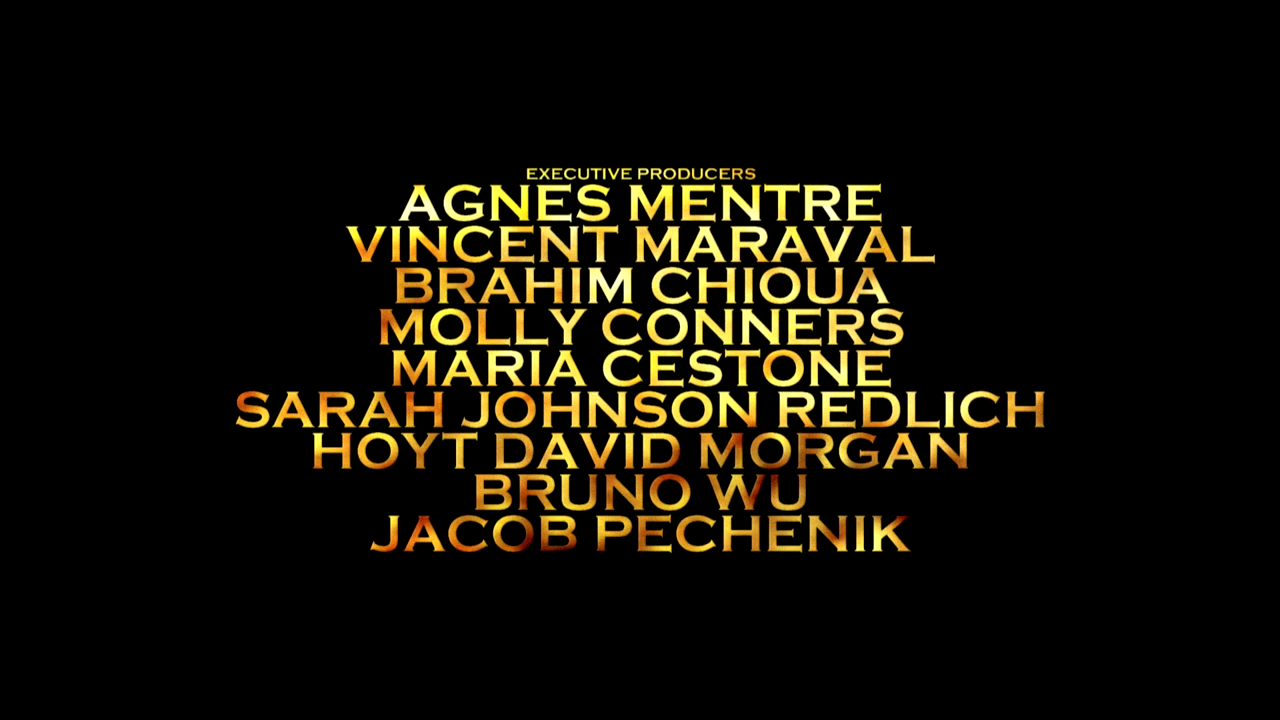 EXECUTIVE PRODUCERS
AGNES MENTRE
VINCENT MARAVAL
BRAHIM CHIOUA
MOLLY CONNERS
MARIA CESTONE
SARAH JOHNSON REDLICH
HOYT DAVID MORGAN
BRUNO WU
JACOB PECHENIK